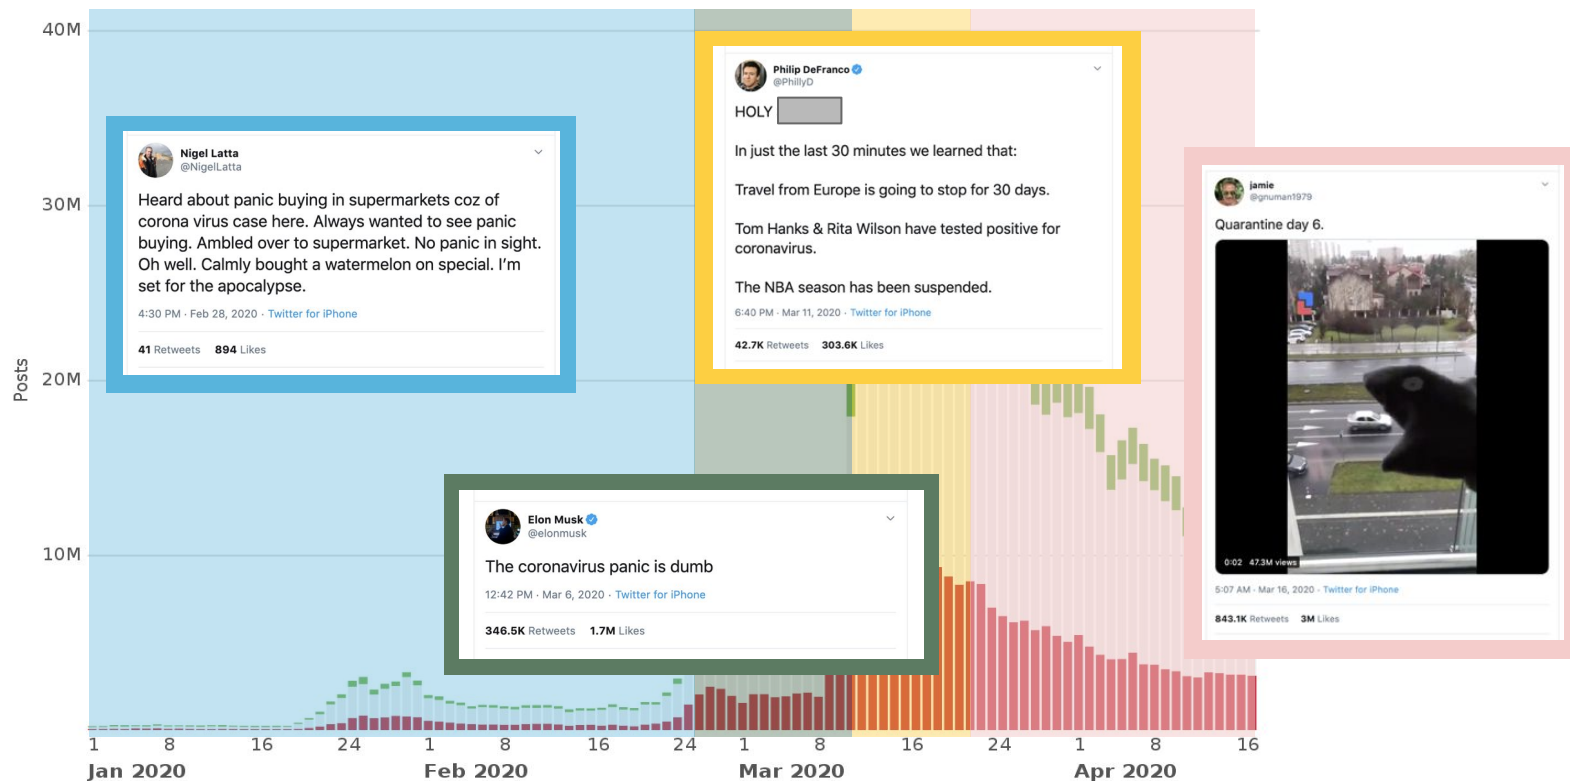 40M
30M
20M
10M
Posts
Nigel Latta
@NigelLatta
Heard about panic buying in supermarkets coz of
corona virus case here. Always wanted to see panic
buying. Ambled over to supermarket. No panic in sight.
Oh well. Calmly bought a watermelon on special. I’m
set for the apocalypse.
4:30 PM · Feb 28, 2020 · Twitter for iPhone
41 Retweets 894 Likes
Philip DeFranco
@PhillyD
HOLY
In just the last 30 minutes we learned that:
Travel from Europe is going to stop for 30 days.
Tom Hanks & Rita Wilson have tested positive for
coronavirus.
The NBA season has been suspended.
6:40 PM · Mar 11, 2020 · Twitter for iPhone
42.7K Retweets 303.6K Likes
Elon Musk
@elonmusk
The coronavirus panic is dumb
12:42 PM · Mar 6, 2020 · Twitter for iPhone
346.5K Retweets 1.7M Likes
jamie
@gnuman1979
Quarantine day 6.
0:02 47.3M views
5:07 AM · Mar 16, 2020 · Twitter for iPhone
843.1K Retweets 3M Likes
1 8 16 24 1 8 16 24 1 8 16 24 1 8 16
Jan 2020 Feb 2020 Mar 2020 Apr 2020